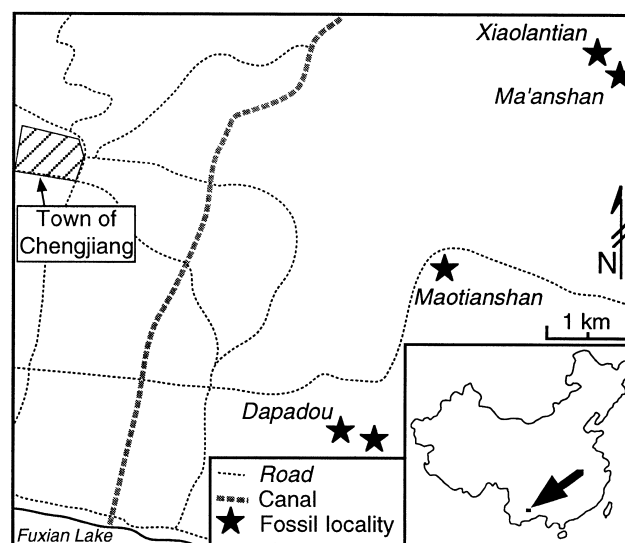 Xiaolantian
Ma'anshan
Town of
Chengjiang
N
Maotianshan
1 km
Dapadou
Road
Canal
Fossil locality
Fuxian Lake